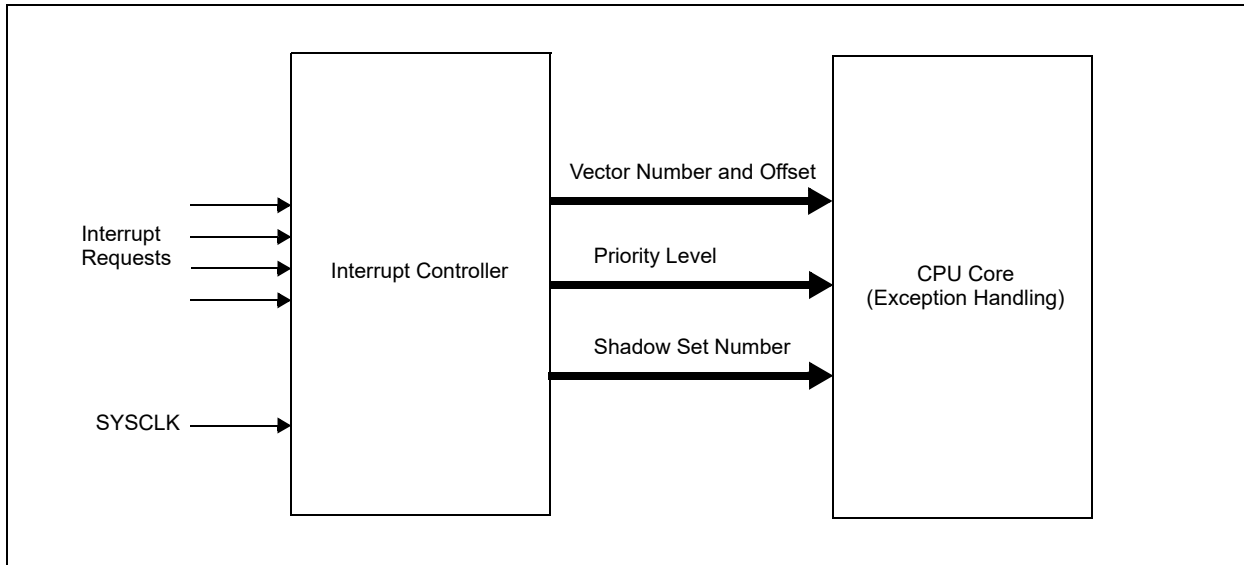 Interrupt
Requests
SYSCLK
Interrupt Controller
Vector Number and Offset
Priority Level
Shadow Set Number
CPU Core
(Exception Handling)